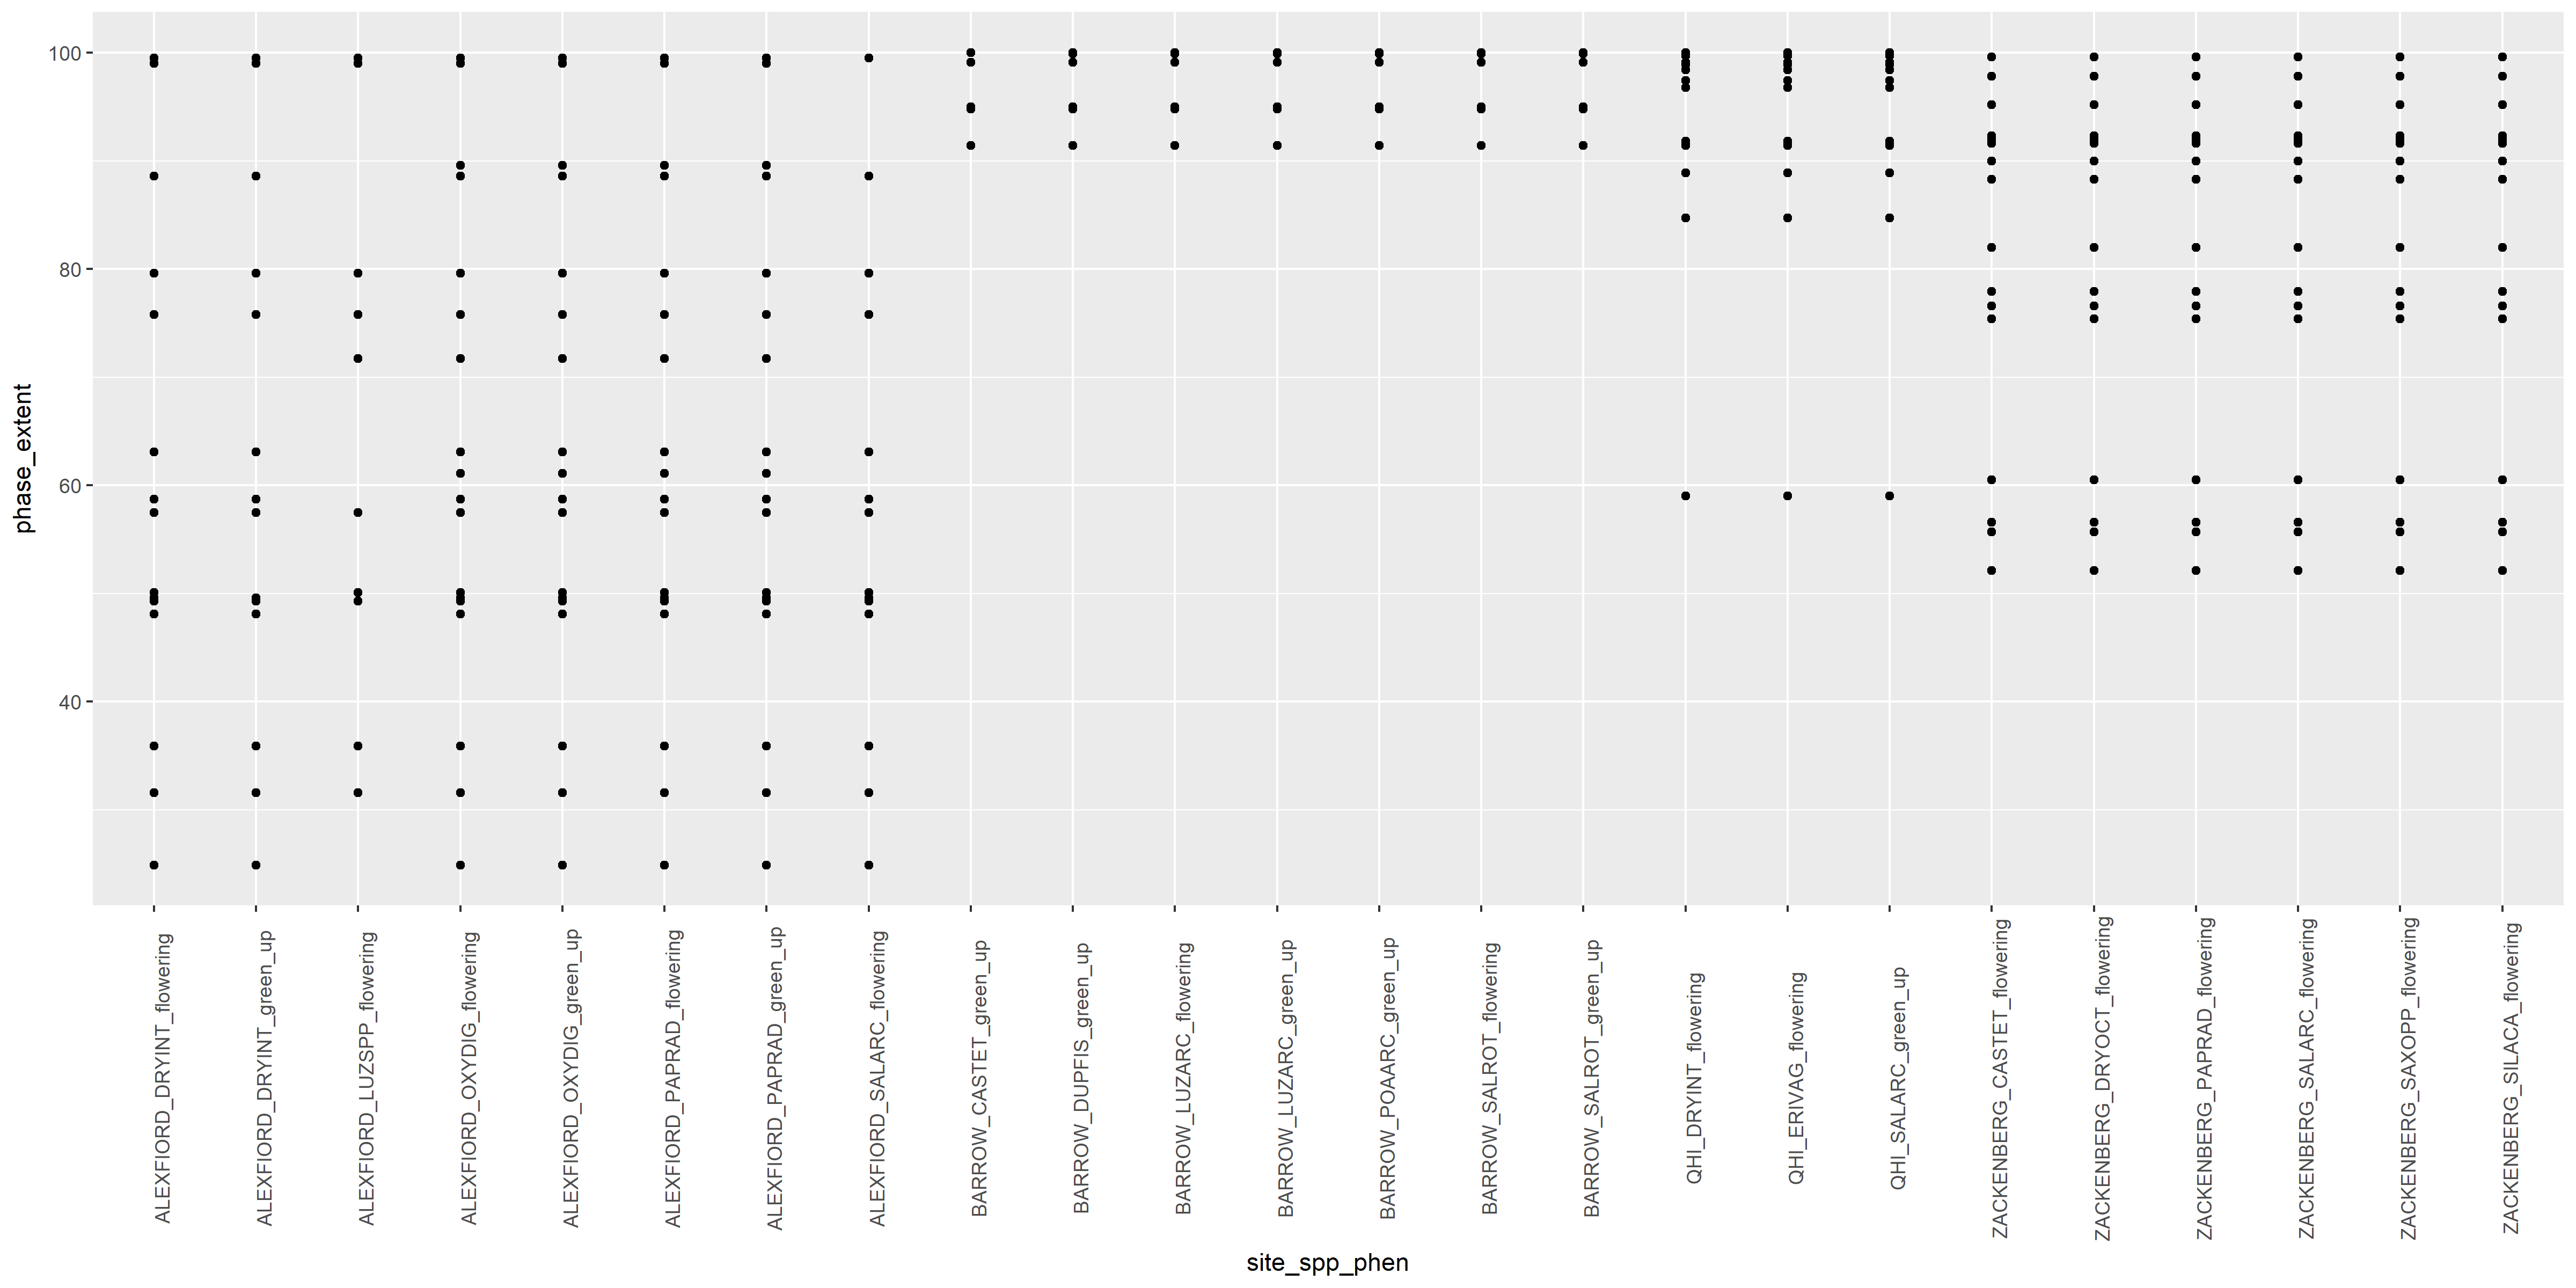 phase_extent
100
80
60
40
ALEXFIORD_DRYINT_flowering
ALEXFIORD_DRYINT_green_up
ALEXFIORD_LUZSPP_flowering
ALEXFIORD_OXYDIG_flowering
ALEXFIORD_OXYDIG_green_up
ALEXFIORD_PAPRAD_flowering
ALEXFIORD_PAPRAD_green_up
ALEXFIORD_SALARC_flowering
BARROW_CASTET_green_up
BARROW_DUPFIS_green_up
BARROW_LUZARC_flowering
BARROW_LUZARC_green_up
BARROW_POAARC_green_up
BARROW_SALROT_flowering
BARROW_SALROT_green_up
QHI_DRYINT_flowering
QHI_ERIVAG_flowering
QHI_SALARC_green_up
ZACKENBERG_CASTET_flowering
ZACKENBERG_DRYOCT_flowering
ZACKENBERG_PAPRAD_flowering
ZACKENBERG_SALARC_flowering
ZACKENBERG_SAXOPP_flowering
ZACKENBERG_SILACA_flowering
site_spp_phen